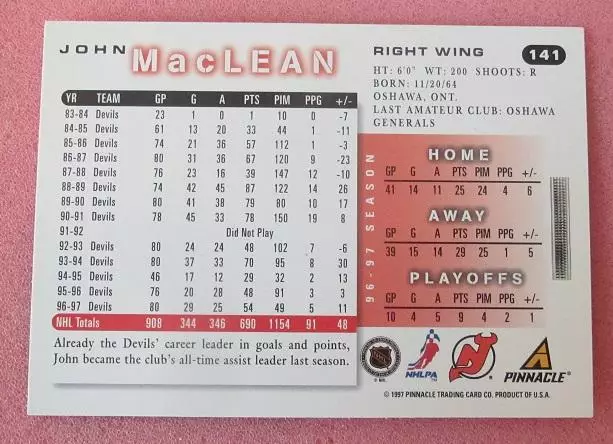 JOHN MacLEAN
RIGHT WING 141
HT: 6'0" WT: 200 SHOOTS: R
BORN: 11/20/64
OSHAWA, ONT.
LAST AMATEUR CLUB: OSHAWA
GENERALS
YR TEAM GP G A PTS PIM PPG +/-
83-84 Devils 23 1 0 1 10 0 -7
84-85 Devils 61 13 20 33 44 1 -11
85-86 Devils 74 21 36 57 112 1 -3
86-87 Devils 80 31 36 67 120 9 -23
87-88 Devils 76 23 16 39 147 12 -10
88-89 Devils 74 42 45 87 122 14 26
89-90 Devils 80 41 38 79 80 10 17
90-91 Devils 78 45 33 78 150 19 8
91-92 Did Not Play
92-93 Devils 80 24 24 48 102 7 -6
93-94 Devils 80 37 33 70 95 8 30
94-95 Devils 46 17 12 29 32 2 13
95-96 Devils 76 20 28 48 91 3 3
96-97 Devils 80 29 25 54 49 5 11
NHL Totals 908 344 346 690 1154 91 48
Already the Devils' career leader in goals and points,
John became the club's all-time assist leader last season.
96-97 SEASON
HOME
GP G A PTS PIM PPG +/-
41 14 11 25 24 4 6
AWAY
GP G A PTS PIM PPG +/-
39 15 14 29 25 1 5
PLAYOFFS
GP G A PTS PIM PPG +/-
10 4 5 9 4 2 1
NHL
© NHL
NHLPA
PINNACLE
© 1997 PINNACLE TRADING CARD CO. PRODUCT OF U.S.A.